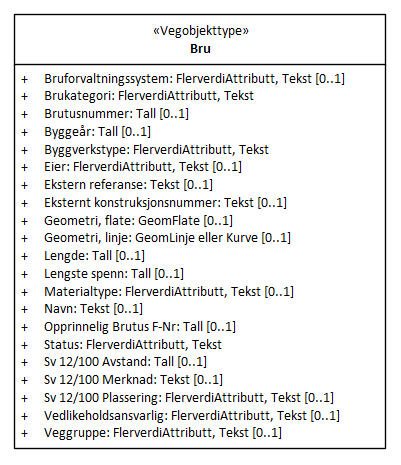 «Vegobjekttype»
Bru
+ Bruforvaltningssystem: FlerverdiAttributt, Tekst [0..1]
+ Brukategori: FlerverdiAttributt, Tekst
+ Brutusnummer: Tall [0..1]
+ Byggeår: Tall [0..1]
+ Byggverkstype: FlerverdiAttributt, Tekst
+ Eier: FlerverdiAttributt, Tekst [0..1]
+ Ekstern referanse: Tekst [0..1]
+ Eksternt konstruksjonsnummer: Tekst [0..1]
+ Geometri, flate: GeomFlate [0..1]
+ Geometri, linje: GeomLinje eller Kurve [0..1]
+ Lengde: Tall [0..1]
+ Lengste spenn: Tall [0..1]
+ Materialtype: FlerverdiAttributt, Tekst [0..1]
+ Navn: Tekst [0..1]
+ Opprinnelig Brutus F-Nr: Tall [0..1]
+ Status: FlerverdiAttributt, Tekst
+ Sv 12/100 Avstand: Tall [0..1]
+ Sv 12/100 Merknad: Tekst [0..1]
+ Sv 12/100 Plassering: FlerverdiAttributt, Tekst [0..1]
+ Vedlikeholdsansvarlig: FlerverdiAttributt, Tekst [0..1]
+ Veggruppe: FlerverdiAttributt, Tekst [0..1]